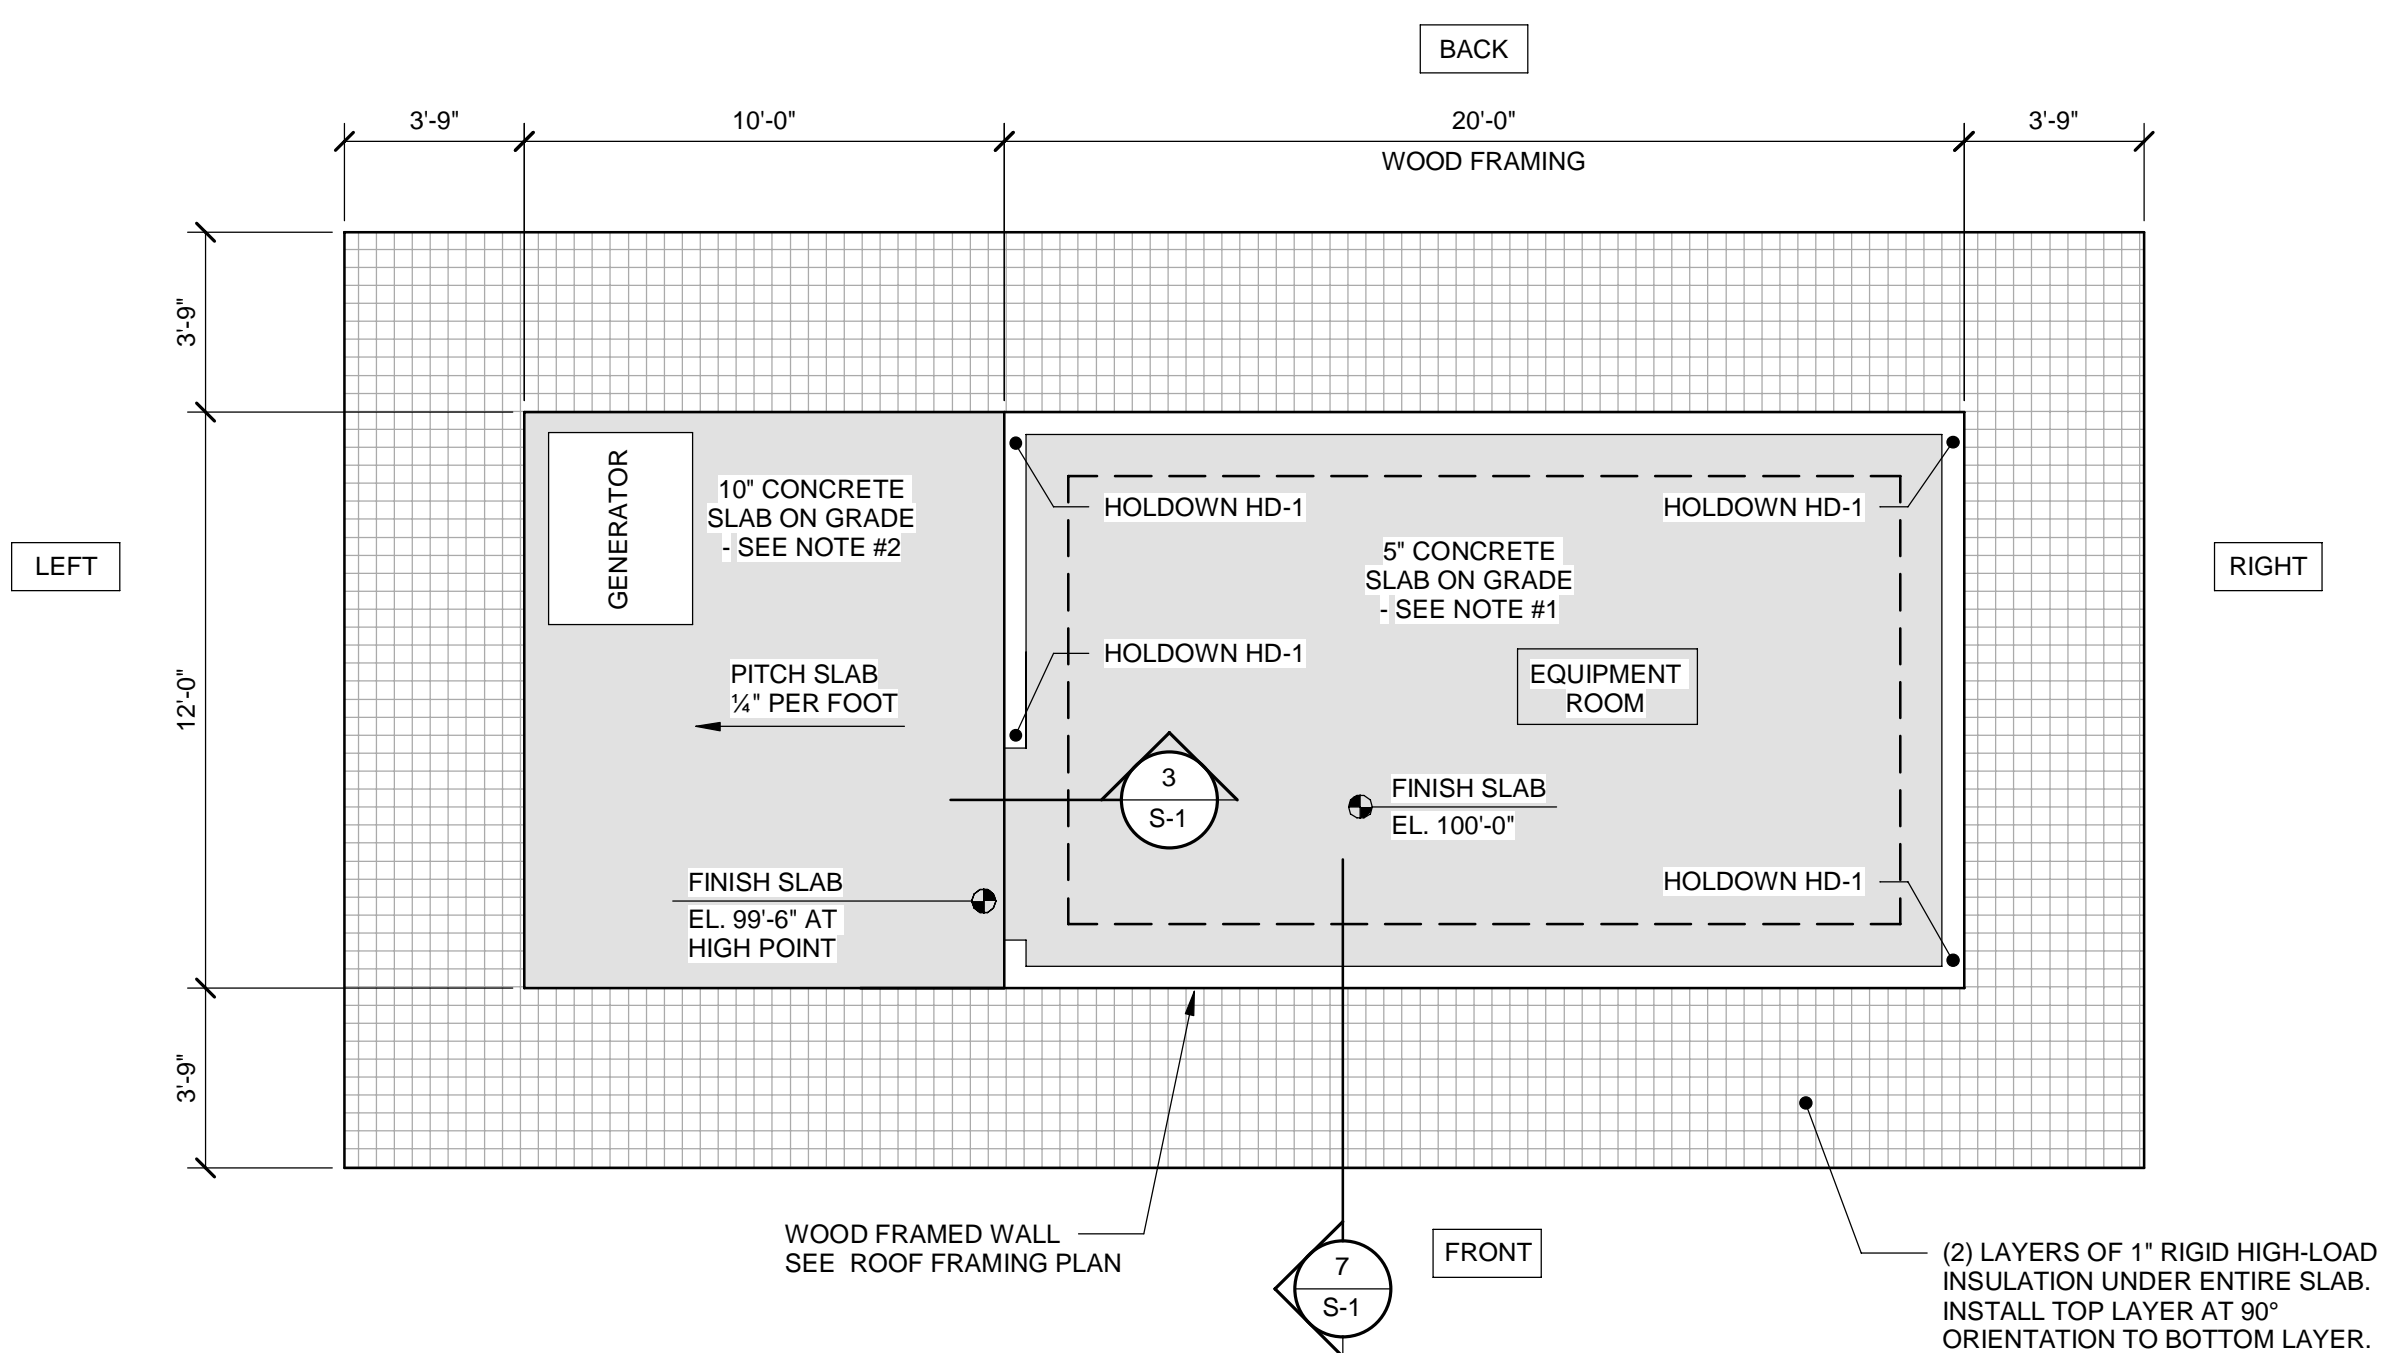 BACK
3'-9"
10'-0"
20'-0"
3'-9"
WOOD FRAMING
3'-9"
12'-0"
3'-9"
LEFT
RIGHT
GENERATOR
10" CONCRETE
SLAB ON GRADE
- SEE NOTE #2
HOLDOWN HD-1
HOLDOWN HD-1
5" CONCRETE
SLAB ON GRADE
- SEE NOTE #1
HOLDOWN HD-1
PITCH SLAB
¼" PER FOOT
EQUIPMENT
ROOM
3
S-1
FINISH SLAB
EL. 100'-0"
FINISH SLAB
EL. 99'-6" AT
HIGH POINT
HOLDOWN HD-1
WOOD FRAMED WALL
SEE ROOF FRAMING PLAN
7
S-1
FRONT
(2) LAYERS OF 1" RIGID HIGH-LOAD
INSULATION UNDER ENTIRE SLAB.
INSTALL TOP LAYER AT 90°
ORIENTATION TO BOTTOM LAYER.